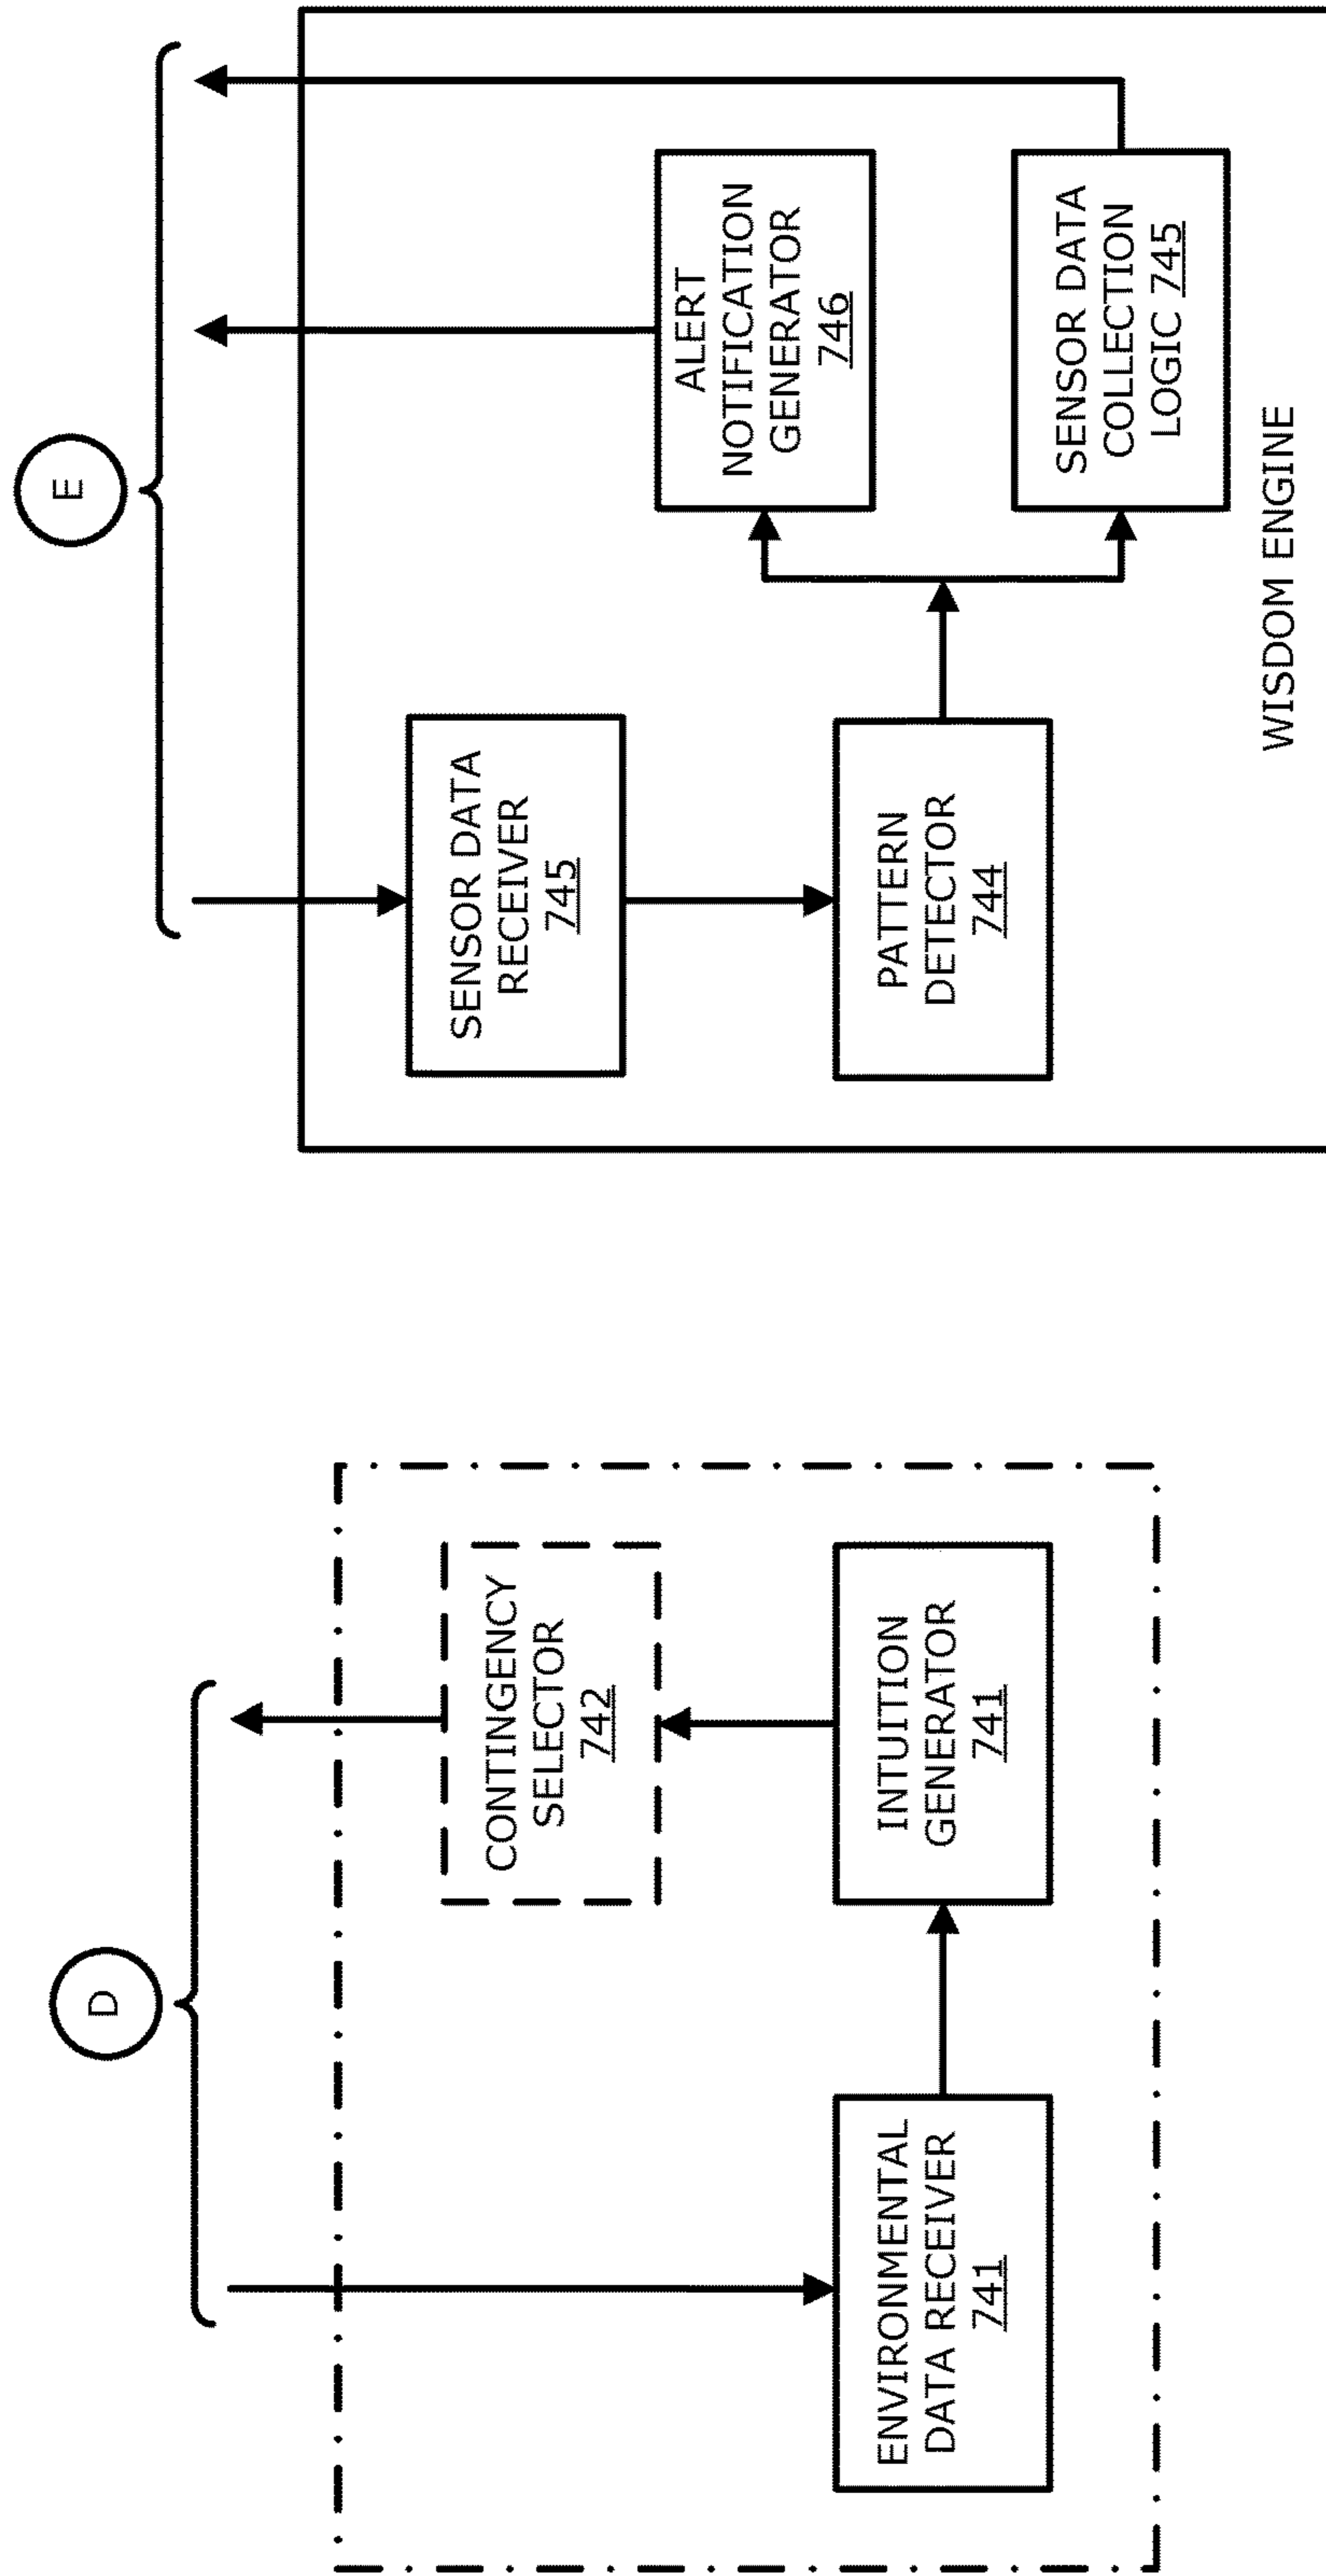 D
E
CONTINGENCY
SELECTOR
742
ENVIRONMENTAL
DATA RECEIVER
741
INTUITION
GENERATOR
741
SENSOR DATA
RECEIVER
745
PATTERN
DETECTOR
744
ALERT
NOTIFICATION
GENERATOR
746
SENSOR DATA
COLLECTION
LOGIC 745
WISDOM ENGINE